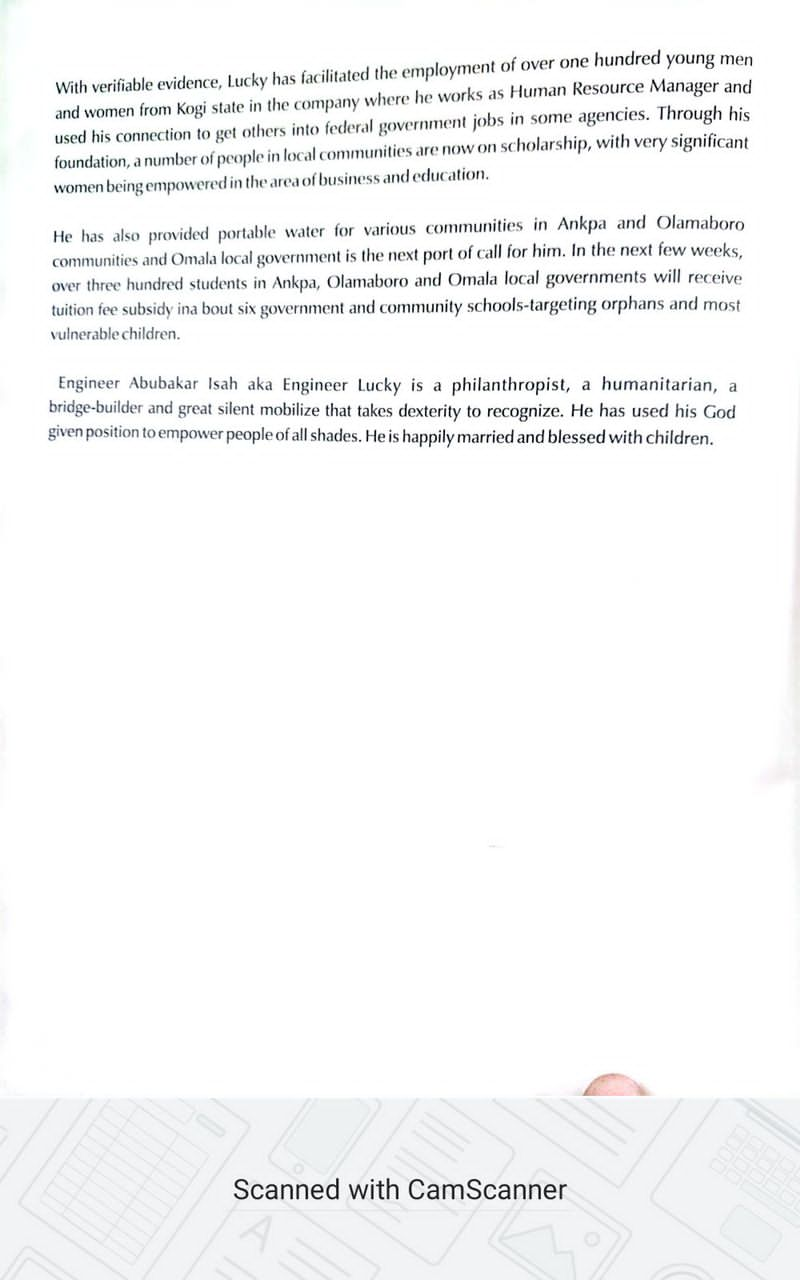 With verifiable evidence, Lucky has facilitated the employment of over one hundred young men
and women from Kogi state in the company where he works as Human Resource Manager and
used his connection to get others into federal government jobs in some agencies. Through his
foundation, a number of people in local communities are now on scholarship, with very significant
women being empowered in the area of business and education.
He has also provided portable water for various communities in Ankpa and Olamaboro
communities and Omala local government is the next port of call for him. In the next few weeks,
over three hundred students in Ankpa, Olamaboro and Omala local governments will receive
tuition fee subsidy ina bout six government and community schools-targeting orphans and most
vulnerable children.
Engineer Abubakar Isah aka Engineer Lucky is a philanthropist, a humanitarian, a
bridge-builder and great silent mobilize that takes dexterity to recognize. He has used his God
given position to empower people of all shades. He is happily married and blessed with children.
Scanned with CamScanner